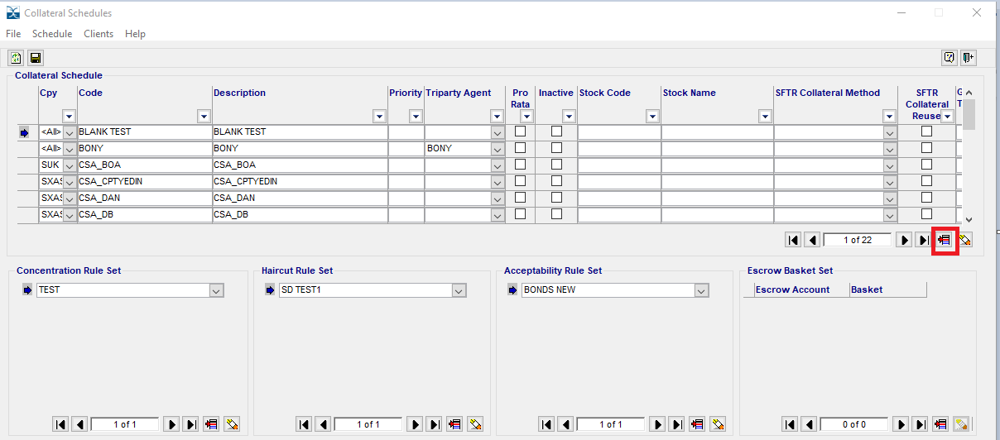 Collateral Schedules
File Schedule Clients Help
Collateral Schedule
Cpy Code Description Priority Triparty Agent Pro Rata Inactive Stock Code Stock Name SFTR Collateral Method SFTR Collateral Reuse G T
<All> BLANK TEST BLANK TEST
<All> BONY BONY BONY
SUK CSA_BOA CSA_BOA
SXAS CSA_CPTYEDIN CSA_CPTYEDIN
SXAS CSA_DAN CSA_DAN
SXAS CSA_DB CSA_DB
1 of 22
Concentration Rule Set Haircut Rule Set Acceptability Rule Set Escrow Basket Set
TEST SD TEST1 BONDS NEW Escrow Account Basket
1 of 1 1 of 1 1 of 1 0 of 0